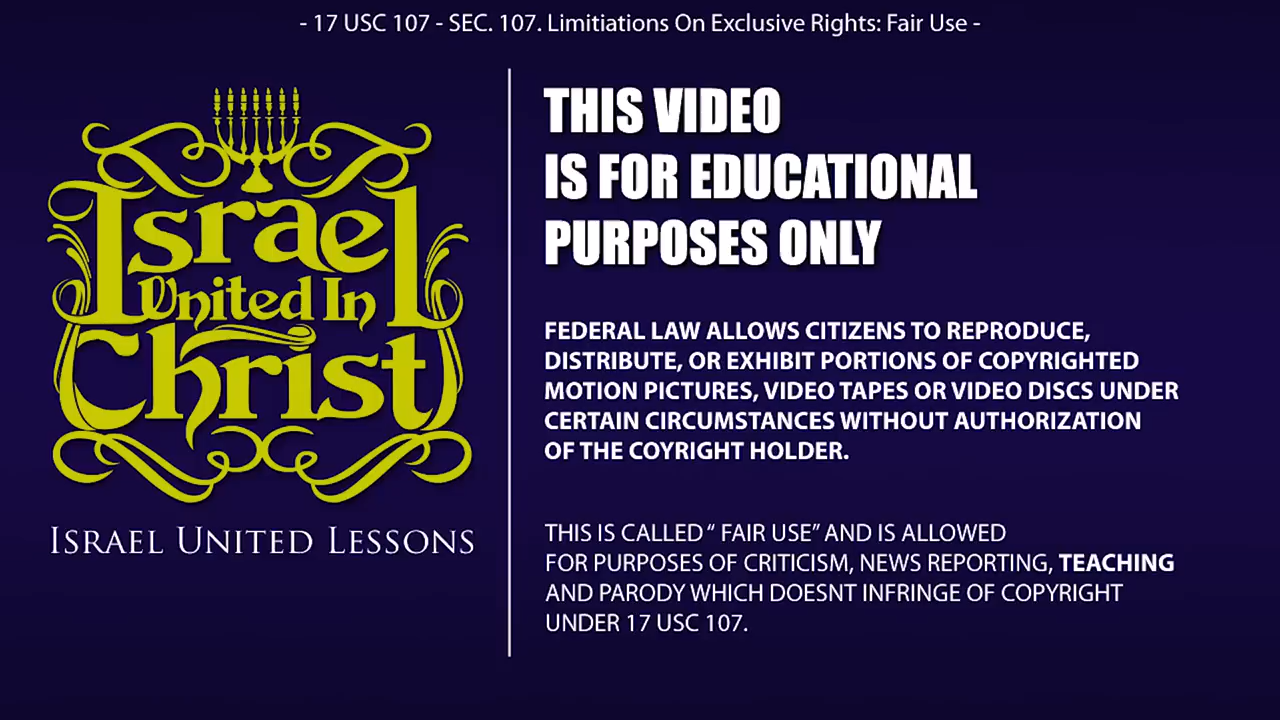 - 17 USC 107 - SEC. 107. Limitiations On Exclusive Rights: Fair Use -
Israel
United In
Christ
ISRAEL UNITED LESSONS
THIS VIDEO
IS FOR EDUCATIONAL
PURPOSES ONLY
FEDERAL LAW ALLOWS CITIZENS TO REPRODUCE,
DISTRIBUTE, OR EXHIBIT PORTIONS OF COPYRIGHTED
MOTION PICTURES, VIDEO TAPES OR VIDEO DISCS UNDER
CERTAIN CIRCUMSTANCES WITHOUT AUTHORIZATION
OF THE COYRIGHT HOLDER.
THIS IS CALLED “ FAIR USE” AND IS ALLOWED
FOR PURPOSES OF CRITICISM, NEWS REPORTING, TEACHING
AND PARODY WHICH DOESNT INFRINGE OF COPYRIGHT
UNDER 17 USC 107.